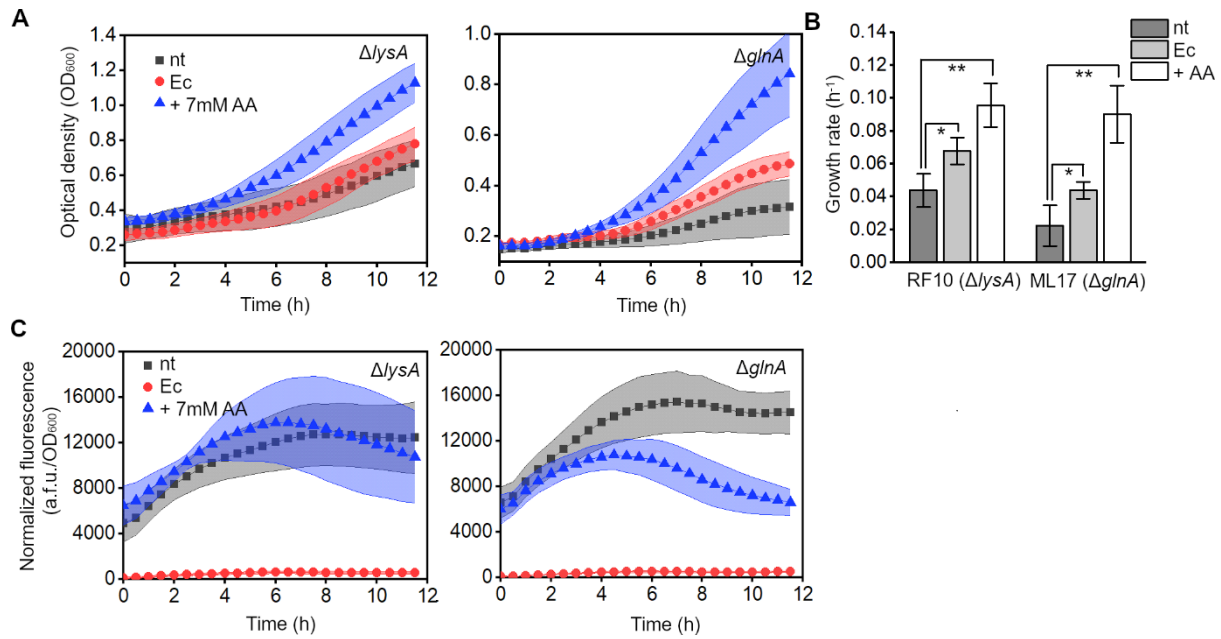 A
Optical density (OD600)
1.4
1.2
1.0
0.8
0.6
0.4
0.2
nt
Ec
+ 7mM AA
ΔlysA
0 2 4 6 8 10 12
Time (h)
1.0
0.8
0.6
0.4
0.2
ΔglnA
0 2 4 6 8 10 12
Time (h)
B
Growth rate (h-1)
0.14
0.12
0.10
0.08
0.06
0.04
0.02
0.00
**
*
**
*
nt
Ec
+ AA
RF10 (ΔlysA) ML17 (ΔglnA)
C
Normalized fluorescence
(a.f.u./OD600)
20000
16000
12000
8000
4000
0
nt
Ec
+ 7mM AA
ΔlysA
0 2 4 6 8 10 12
Time (h)
20000
16000
12000
8000
4000
0
ΔglnA
0 2 4 6 8 10 12
Time (h)